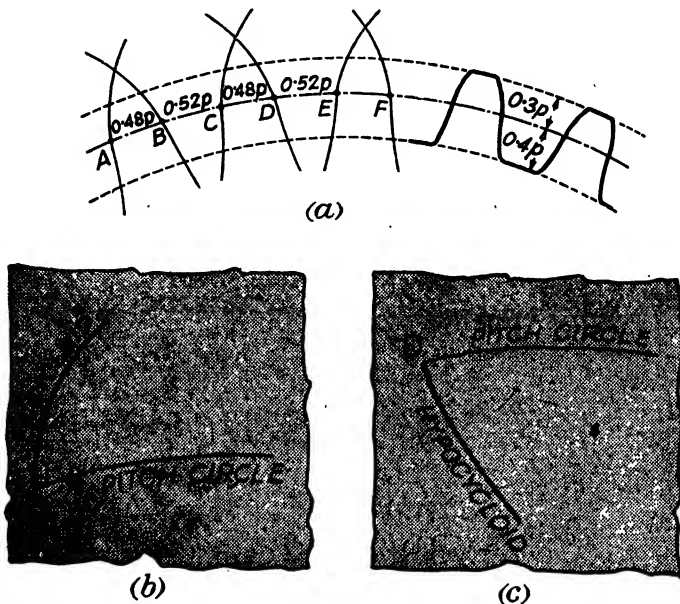 0·48p 0·52p 0·48p 0·52p
A B C D E F
0·3p
0·4p
(a)
PITCH CIRCLE
PITCH CIRCLE
HYPOCYCLOID
(b)
(c)